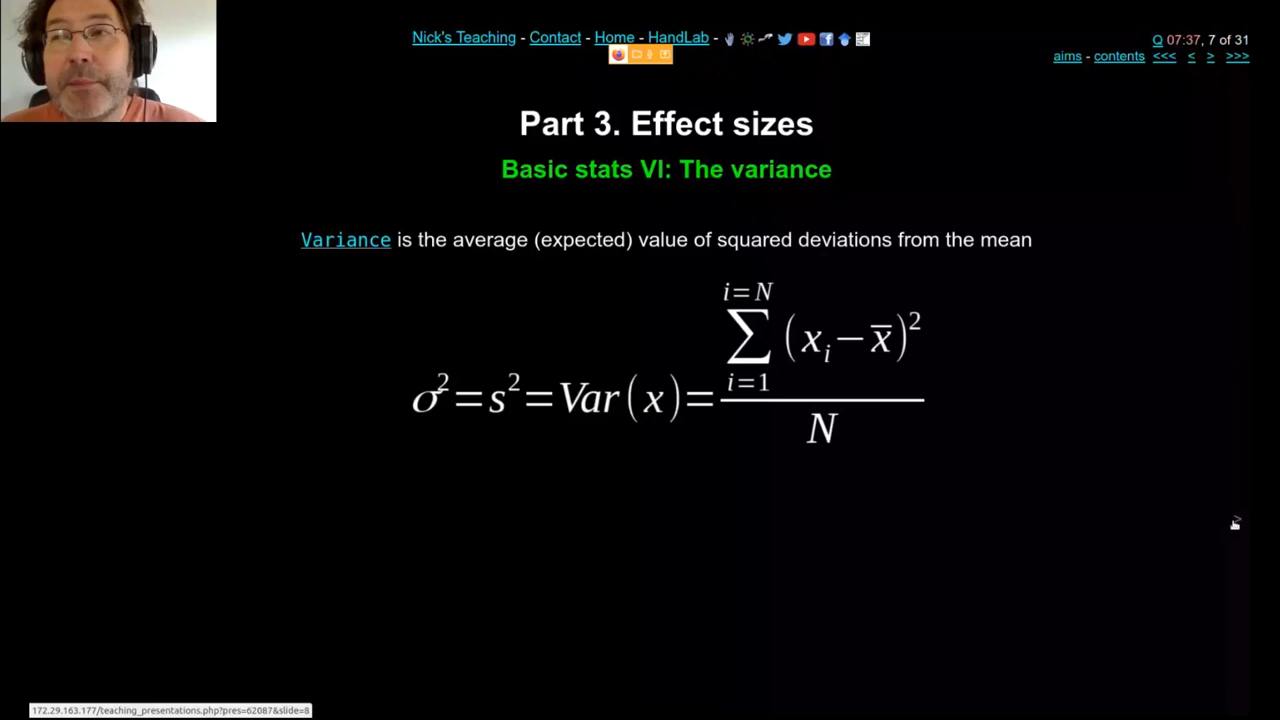 Nick's Teaching - Contact - Home - HandLab -
Q 07:37, 7 of 31
aims - contents <<< < > >>>
Part 3. Effect sizes
Basic stats VI: The variance
Variance is the average (expected) value of squared deviations from the mean
i=N
∑ (xᵢ−x̄)²
i=1
σ²=s²=Var(x)=
N
>
172.29.163.177/teaching_presentations.php?pres=62087&slide=8